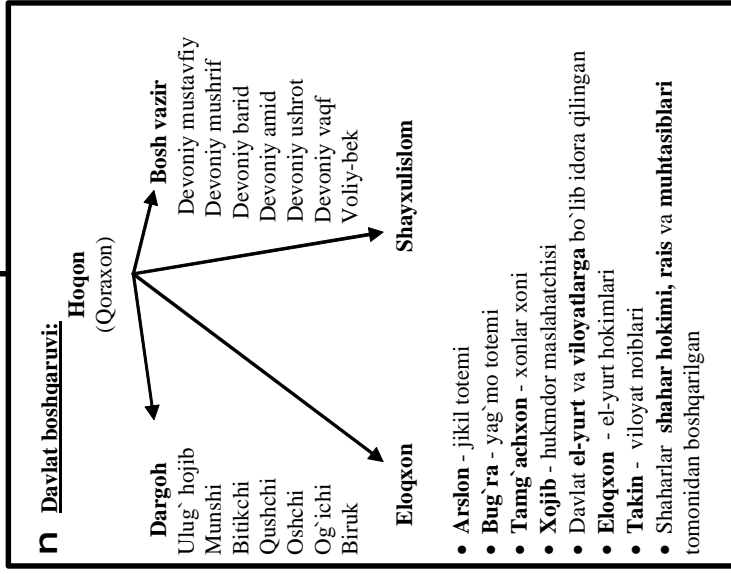 n Davlat boshqaruvi:
Hoqon
(Qoraxon)
Dargoh
Ulug` hojib
Munshi
Bitikchi
Qushchi
Oshchi
Og`ichi
Biruk
Bosh vazir
Devoniy mustavfiy
Devoniy mushrif
Devoniy barid
Devoniy amid
Devoniy ushrot
Devoniy vaqf
Voliy-bek
Eloqxon
Shayxulislom
• Arslon - jikil totemi
• Bug`ra - yag`mo totemi
• Tamg`achxon - xonlar xoni
• Xojib - hukmdor maslahatchisi
• Davlat el-yurt va viloyatlarga bo`lib idora qilingan
• Eloqxon - el-yurt hokimlari
• Takin - viloyat noiblari
• Shaharlar shahar hokimi, rais va muhtasiblari
tomonidan boshqarilgan